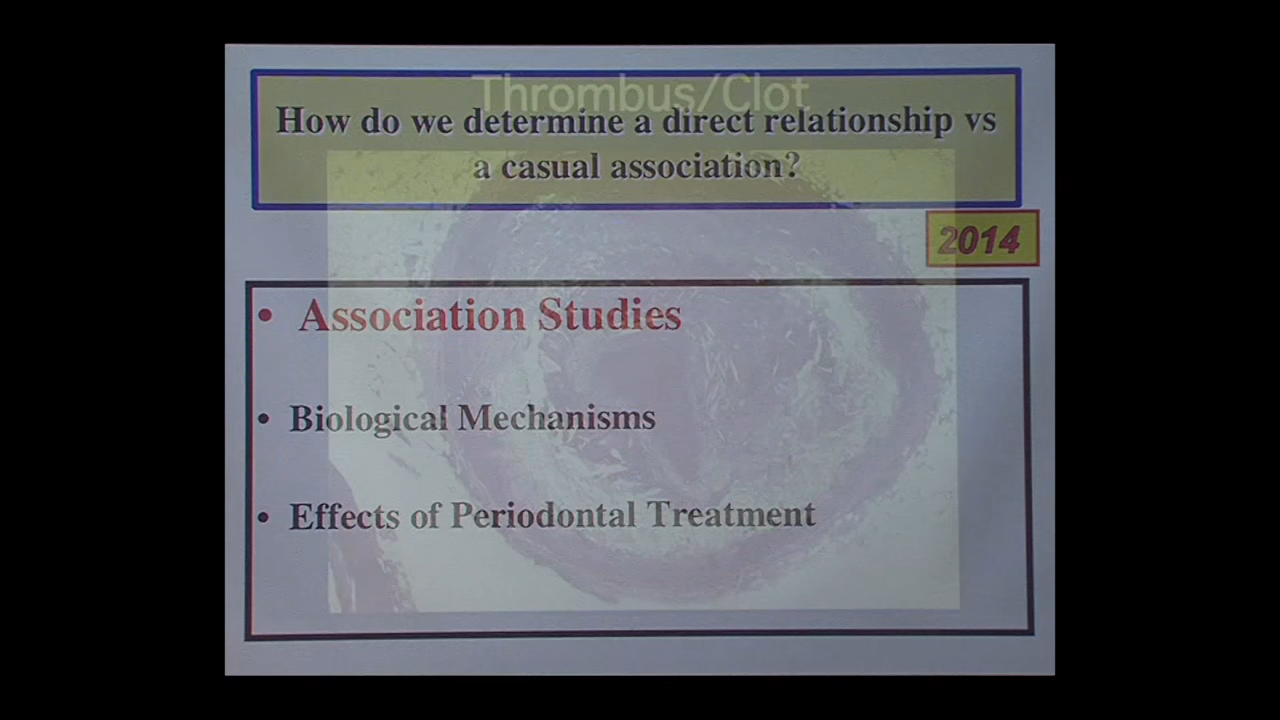 Thrombus/Clot
How do we determine a direct relationship vs
a casual association?
2014
• Association Studies
• Biological Mechanisms
• Effects of Periodontal Treatment